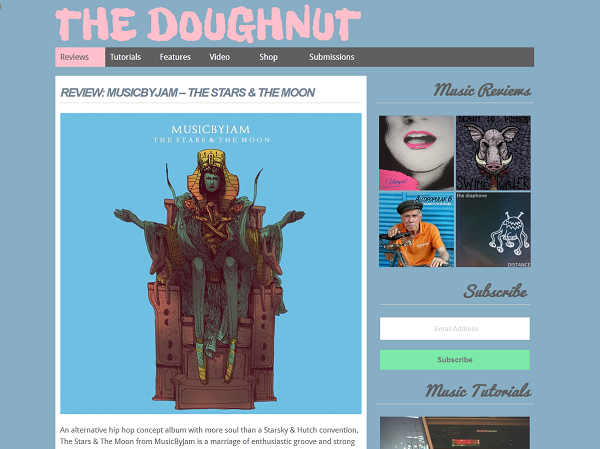 THE DOUGHNUT
Reviews Tutorials Features Video Shop Submissions
REVIEW: MUSICBYJAM – THE STARS & THE MOON
MUSICBYJAM
THE STARS & THE MOON
An alternative hip hop concept album with more soul than a Starsky & Hutch convention,
The Stars & The Moon from MusicByJam is a marriage of enthusiastic groove and strong
Music Reviews
AUTOPULAR 6
the diaphone
DISTANCE
Subscribe
Email Address
Subscribe
Music Tutorials